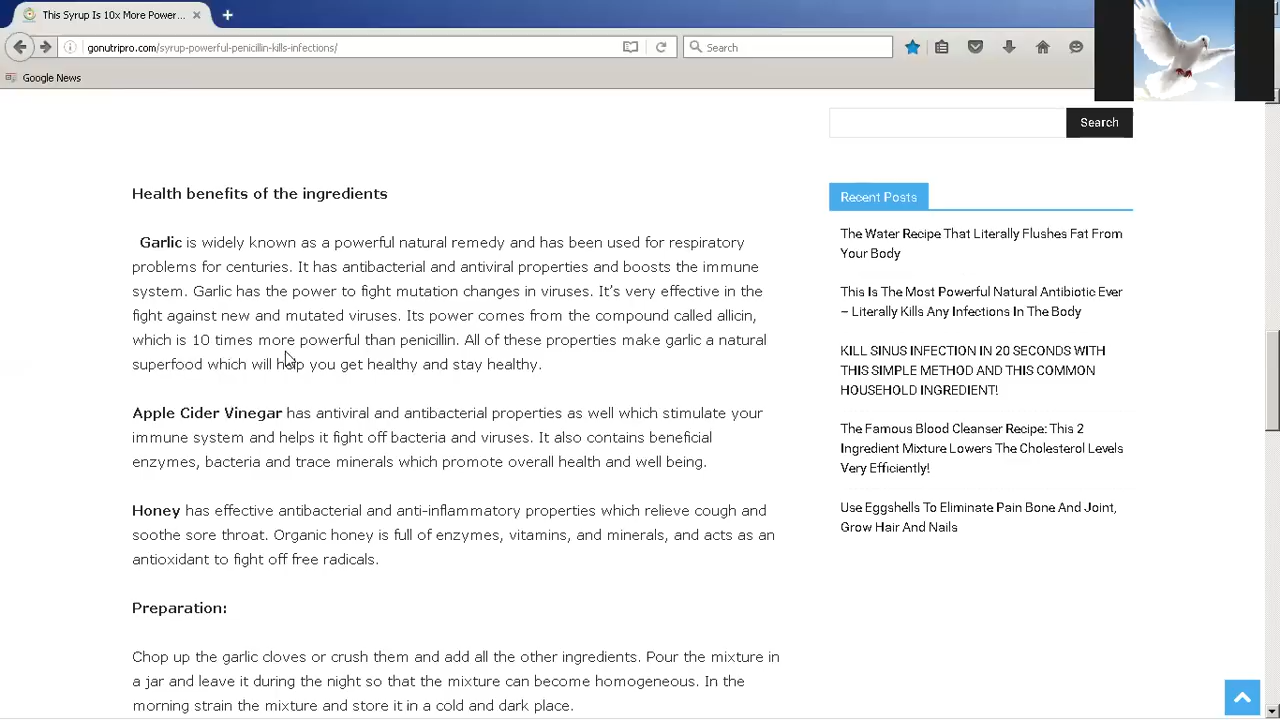 This Syrup Is 10x More Power...
gonutripro.com/syrup-powerful-penicillin-kills-infections/
Search
Google News
Search
Health benefits of the ingredients
Garlic is widely known as a powerful natural remedy and has been used for respiratory
problems for centuries. It has antibacterial and antiviral properties and boosts the immune
system. Garlic has the power to fight mutation changes in viruses. It's very effective in the
fight against new and mutated viruses. Its power comes from the compound called allicin,
which is 10 times more powerful than penicillin. All of these properties make garlic a natural
superfood which will help you get healthy and stay healthy.
Apple Cider Vinegar has antiviral and antibacterial properties as well which stimulate your
immune system and helps it fight off bacteria and viruses. It also contains beneficial
enzymes, bacteria and trace minerals which promote overall health and well being.
Honey has effective antibacterial and anti-inflammatory properties which relieve cough and
soothe sore throat. Organic honey is full of enzymes, vitamins, and minerals, and acts as an
antioxidant to fight off free radicals.
Preparation:
Chop up the garlic cloves or crush them and add all the other ingredients. Pour the mixture in
a jar and leave it during the night so that the mixture can become homogeneous. In the
morning strain the mixture and store it in a cold and dark place.
Recent Posts
The Water Recipe That Literally Flushes Fat From
Your Body
This Is The Most Powerful Natural Antibiotic Ever
– Literally Kills Any Infections In The Body
KILL SINUS INFECTION IN 20 SECONDS WITH
THIS SIMPLE METHOD AND THIS COMMON
HOUSEHOLD INGREDIENT!
The Famous Blood Cleanser Recipe: This 2
Ingredient Mixture Lowers The Cholesterol Levels
Very Efficiently!
Use Eggshells To Eliminate Pain Bone And Joint,
Grow Hair And Nails